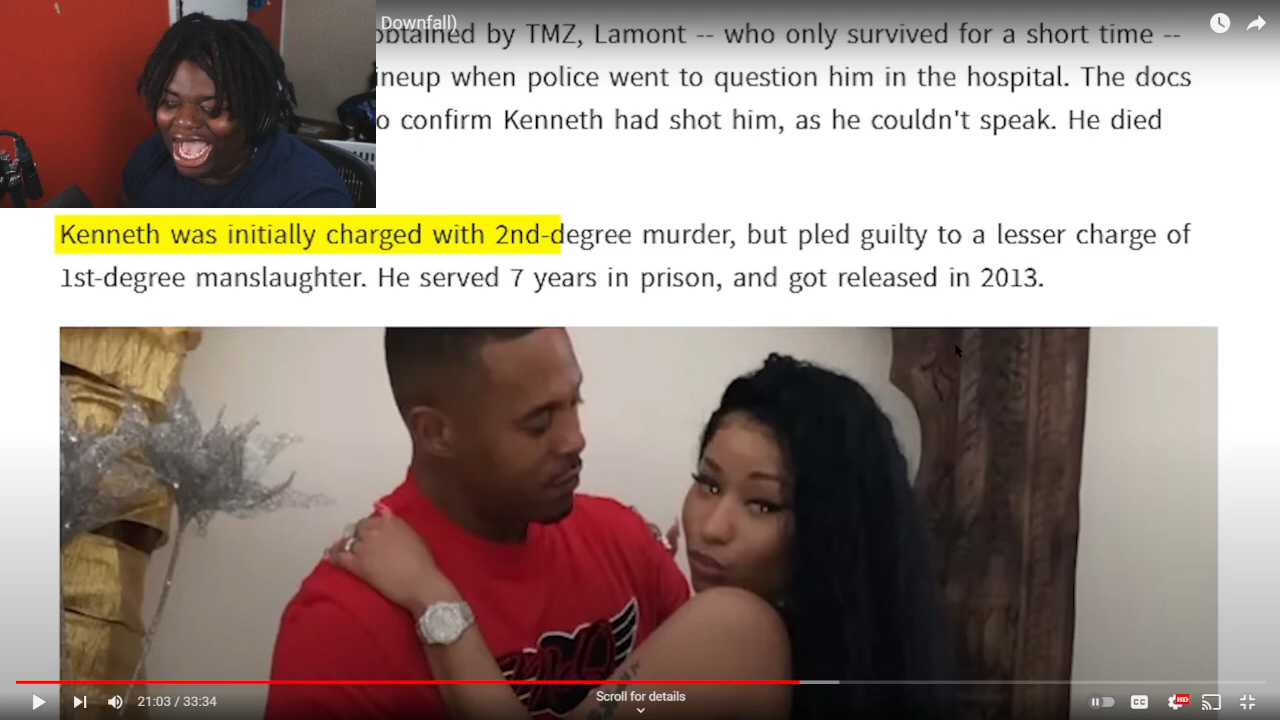 Downfall)
obtained by TMZ, Lamont -- who only survived for a short time --
ineup when police went to question him in the hospital. The docs
o confirm Kenneth had shot him, as he couldn't speak. He died
Kenneth was initially charged with 2nd-degree murder, but pled guilty to a lesser charge of
1st-degree manslaughter. He served 7 years in prison, and got released in 2013.
21:03 / 33:34
Scroll for details
CC
HD